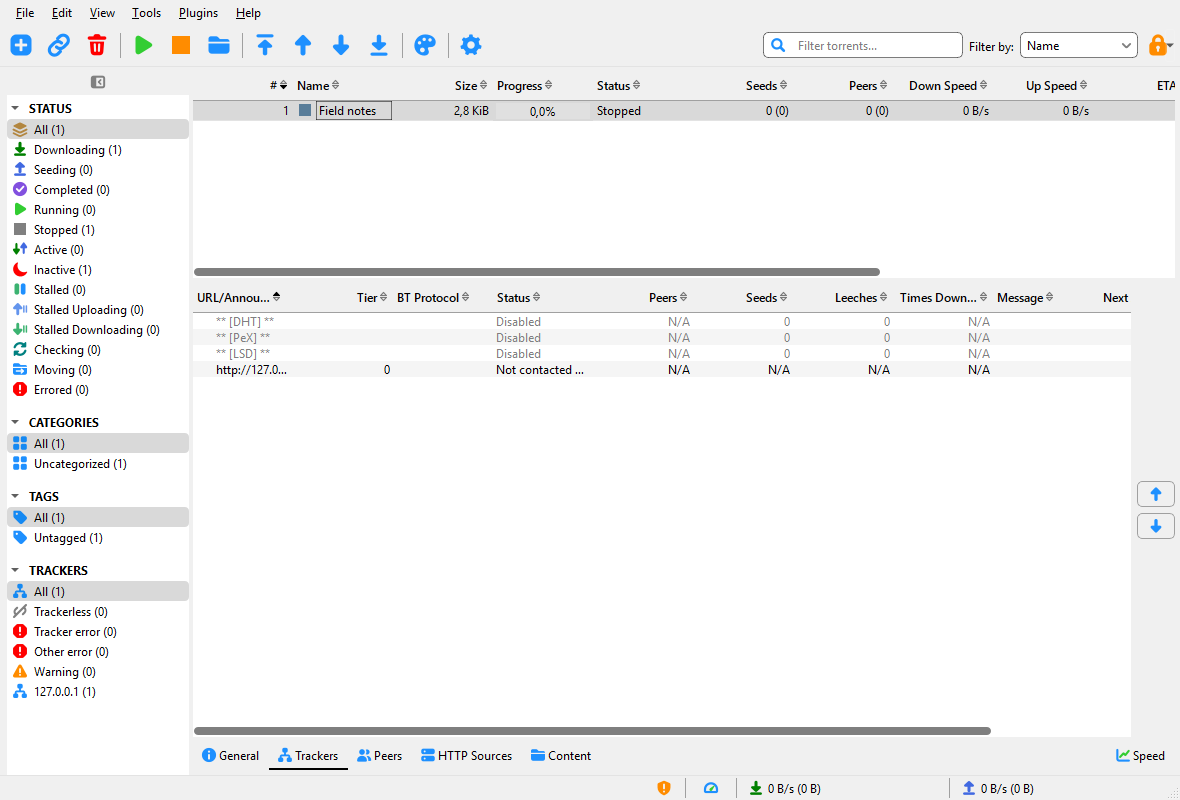 File Edit View Tools Plugins Help
Filter torrents... Filter by: Name
# Name Size Progress Status Seeds Peers Down Speed Up Speed ETA
1 Field notes 2,8 KiB 0,0% Stopped 0 (0) 0 (0) 0 B/s 0 B/s
STATUS
All (1)
Downloading (1)
Seeding (0)
Completed (0)
Running (0)
Stopped (1)
Active (0)
Inactive (1)
Stalled (0)
Stalled Uploading (0)
Stalled Downloading (0)
Checking (0)
Moving (0)
Errored (0)
CATEGORIES
All (1)
Uncategorized (1)
TAGS
All (1)
Untagged (1)
TRACKERS
All (1)
Trackerless (0)
Tracker error (0)
Other error (0)
Warning (0)
127.0.0.1 (1)
URL/Annou... Tier BT Protocol Status Peers Seeds Leeches Times Down... Message Next
** [DHT] ** Disabled N/A 0 0 N/A
** [PeX] ** Disabled N/A 0 0 N/A
** [LSD] ** Disabled N/A 0 0 N/A
http://127.0... 0 Not contacted ... N/A N/A N/A N/A
General Trackers Peers HTTP Sources Content Speed
0 B/s (0 B) 0 B/s (0 B)